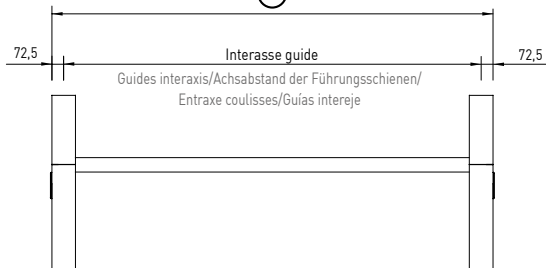 72,5
Interasse guide
72,5
Guides interaxis/Achsabstand der Führungsschienen/
Entraxe coulisses/Guías intereje